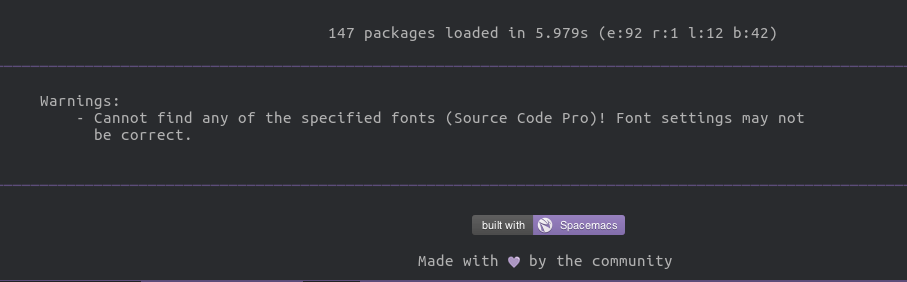 147 packages loaded in 5.979s (e:92 r:1 l:12 b:42)
Warnings:
- Cannot find any of the specified fonts (Source Code Pro)! Font settings may not
be correct.
built with Spacemacs
Made with 💜 by the community